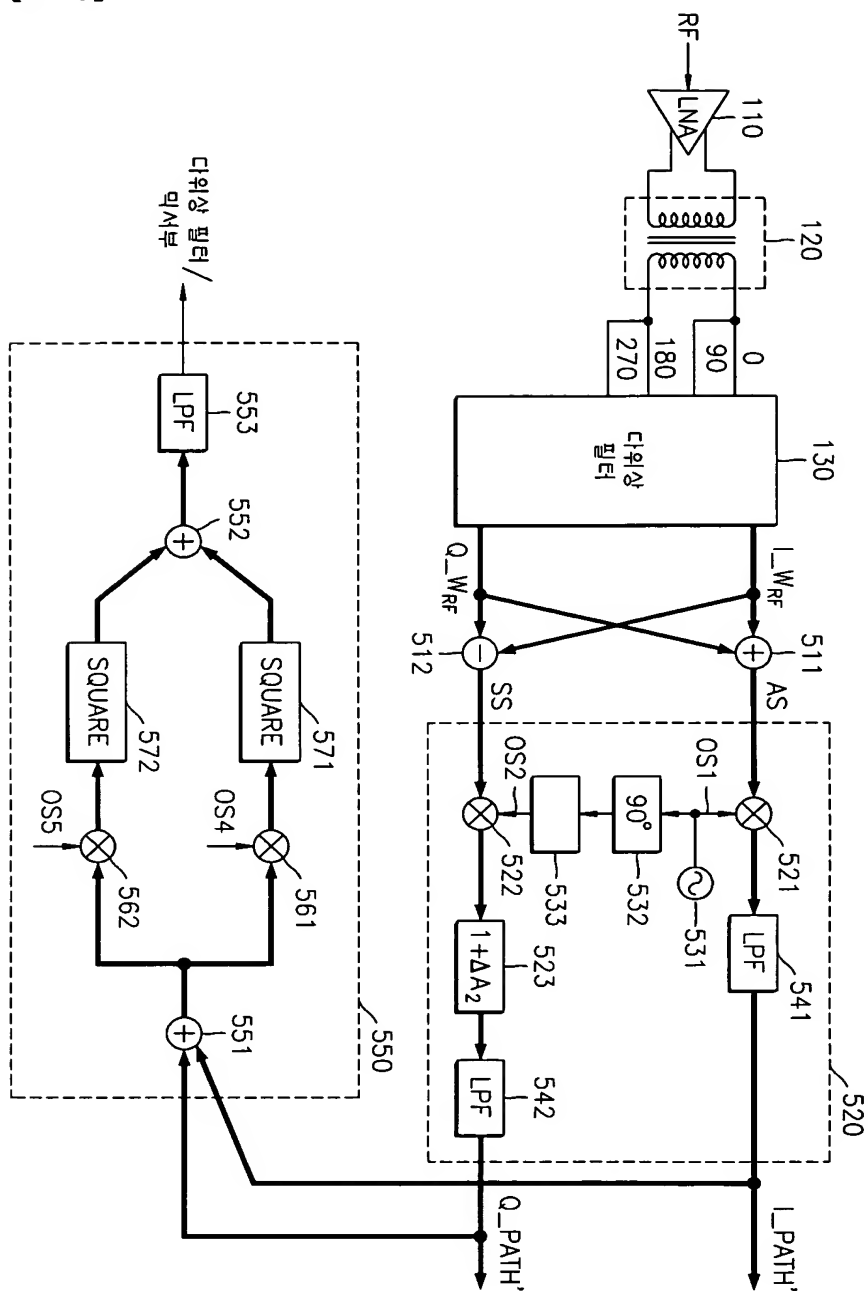 RF
LNA
110
120
0
90
180
270
다위상
필터
130
I_WRF
Q_WRF
511
+
512
−
AS
SS
520
OS1
OS2
521
522
531
90°
532
533
1+ΔA2
523
LPF
541
LPF
542
I_PATH'
Q_PATH'
다위상 필터/
믹서부
LPF
553
552
+
SQUARE
571
SQUARE
572
OS4
OS5
561
562
+
551
550